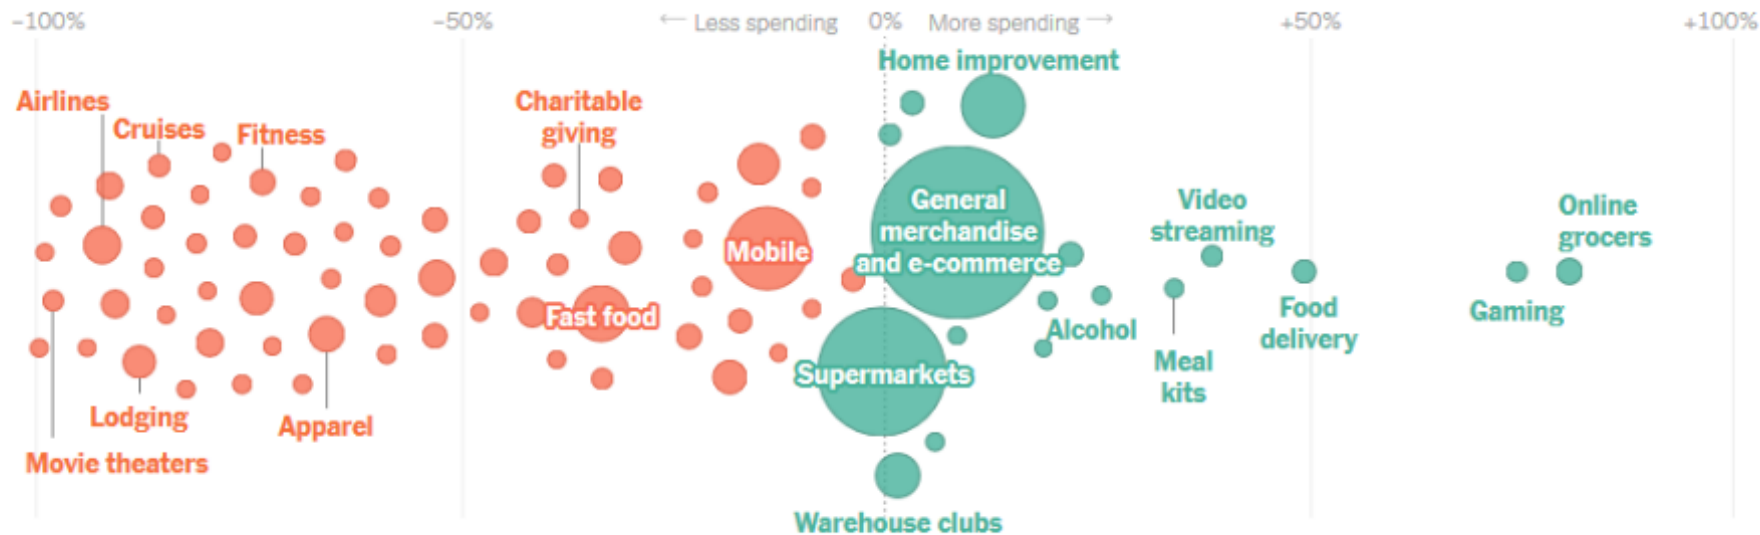 −100%
−50%
← Less spending
0%
More spending →
+50%
+100%
Home improvement
Airlines
Cruises
Fitness
Charitable
giving
General
merchandise
and e-commerce
Mobile
Fast food
Video
streaming
Online
grocers
Gaming
Food
delivery
Alcohol
Meal
kits
Supermarkets
Lodging
Apparel
Movie theaters
Warehouse clubs